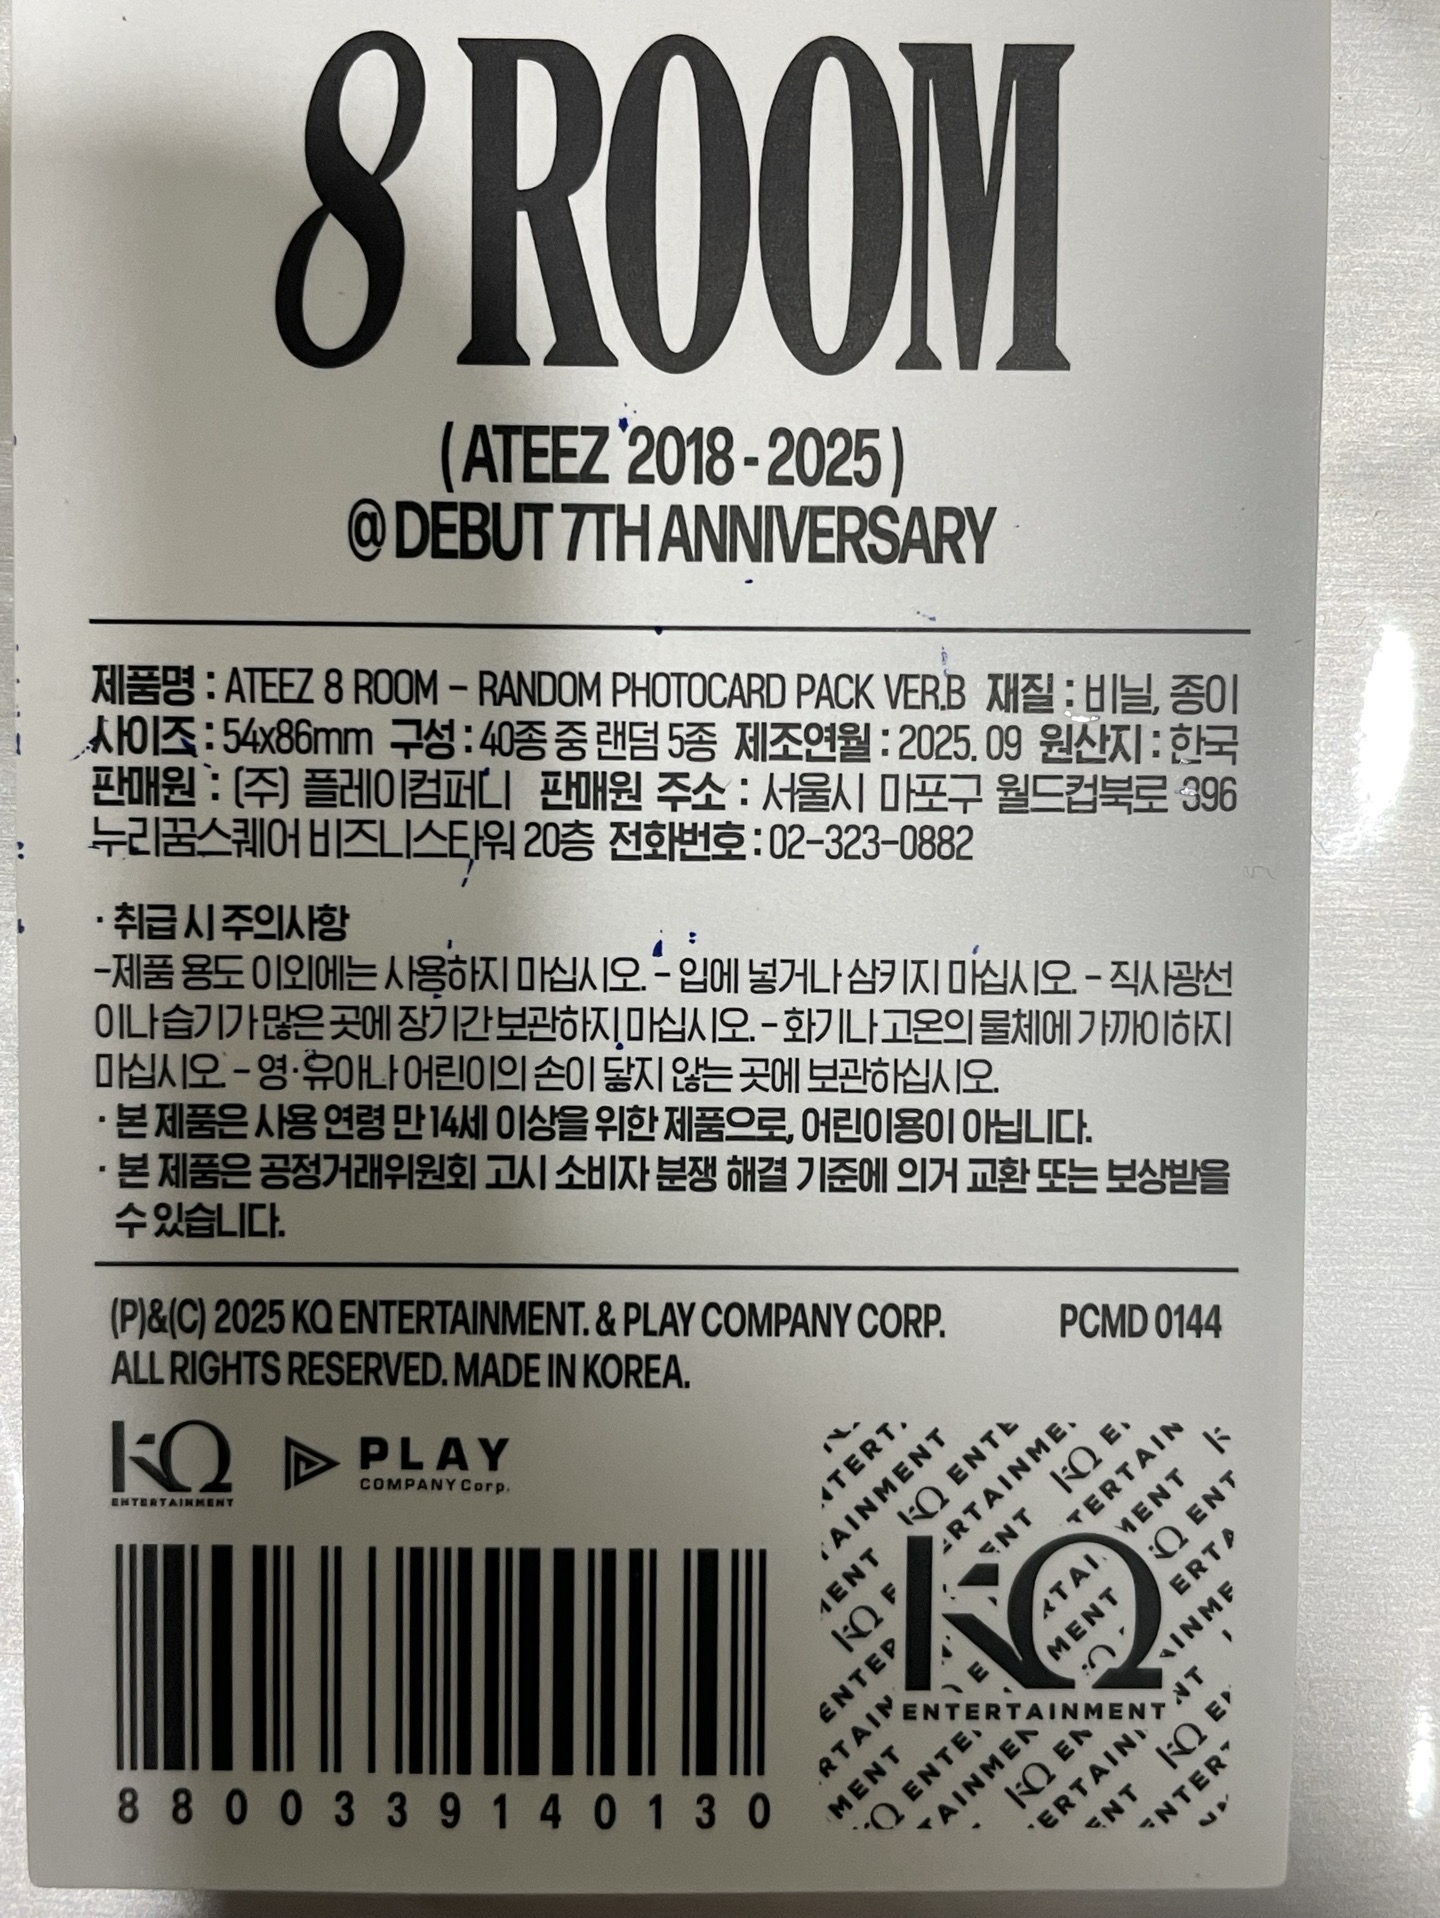 8 ROOM
( ATEEZ 2018 - 2025 )
@ DEBUT 7TH ANNIVERSARY
제품명 : ATEEZ 8 ROOM – RANDOM PHOTOCARD PACK VER.B 재질 : 비닐, 종이
사이즈 : 54x86mm 구성 : 40종 중 랜덤 5종 제조연월 : 2025. 09 원산지 : 한국
판매원 : (주) 플레이컴퍼니 판매원 주소 : 서울시 마포구 월드컵북로 396
누리꿈스퀘어 비즈니스타워 20층 전화번호 : 02-323-0882
· 취급 시 주의사항
-제품 용도 이외에는 사용하지 마십시오. - 입에 넣거나 삼키지 마십시오. - 직사광선
이나 습기가 많은 곳에 장기간 보관하지 마십시오. - 화기나 고온의 물체에 가까이하지
마십시오. - 영·유아나 어린이의 손이 닿지 않는 곳에 보관하십시오.
· 본 제품은 사용 연령 만 14세 이상을 위한 제품으로, 어린이용이 아닙니다.
· 본 제품은 공정거래위원회 고시 소비자 분쟁 해결 기준에 의거 교환 또는 보상받을
수 있습니다.
(P)&(C) 2025 KQ ENTERTAINMENT. & PLAY COMPANY CORP. PCMD 0144
ALL RIGHTS RESERVED. MADE IN KOREA.
KQ
ENTERTAINMENT
PLAY
COMPANY Corp.
KQ
ENTERTAINMENT
8800339140130